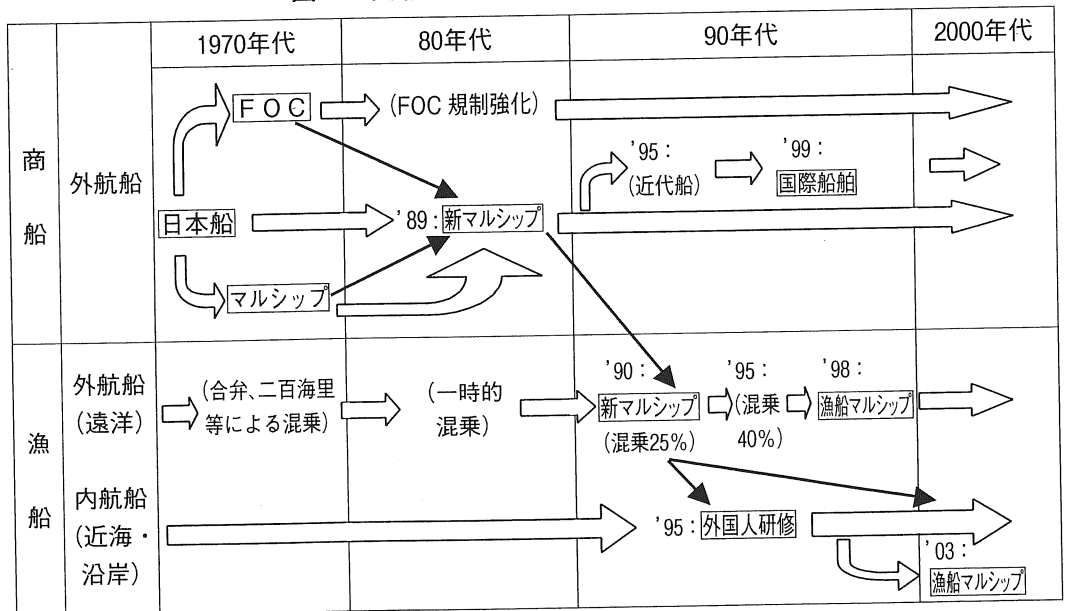 1970年代
80年代
90年代
2000年代
商
船
外航船
FOC
(FOC 規制強化)
'95：
(近代船)
'99：
国際船舶
日本船
'89：新マルシップ
マルシップ
漁
船
外航船
(遠洋)
(合弁、二百海里
等による混乗)
(一時的
混乗)
'90：
新マルシップ
(混乗25%)
'95：
(混乗
40%)
'98：
漁船マルシップ
内航船
(近海・
沿岸)
'95：外国人研修
'03：
漁船マルシップ